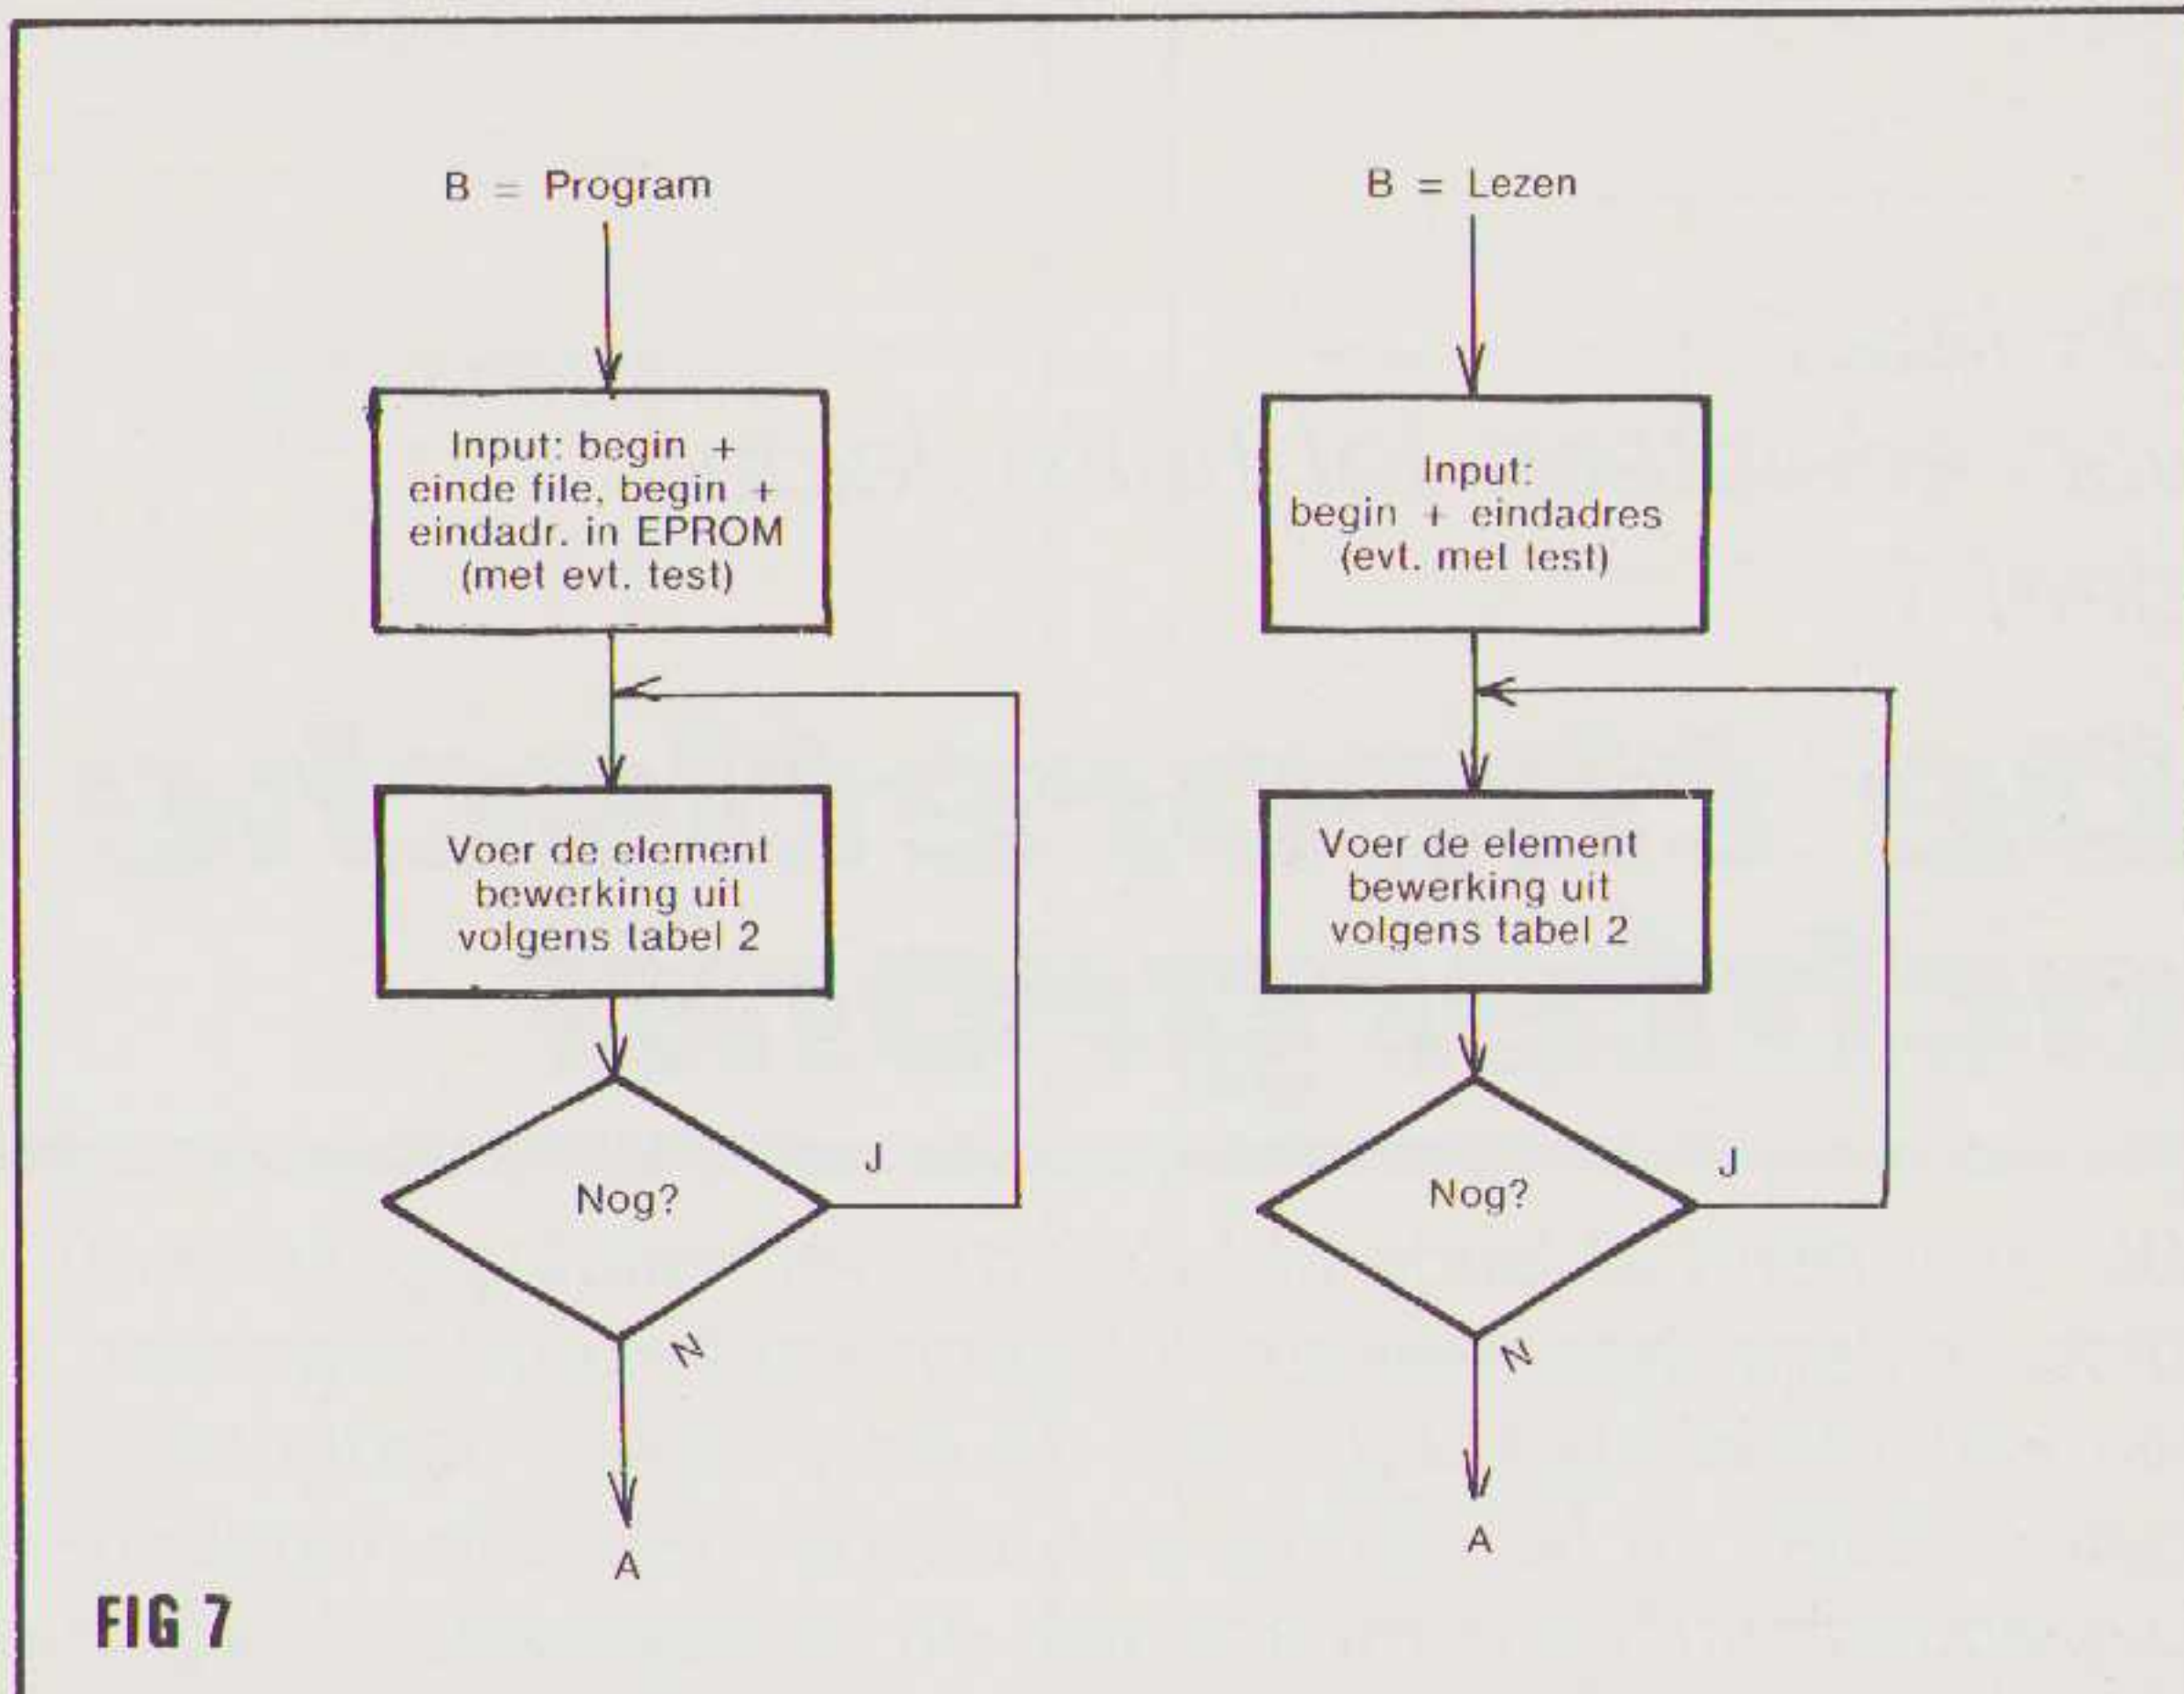 B = Program
Input: begin +
einde file, begin +
eindadr. in EPROM
(met evt. test)
Voer de element
bewerking uit
volgens tabel 2
Nog?
J
N
A
B = Lezen
Input:
begin + eindadres
(evt. met test)
Voer de element
bewerking uit
volgens tabel 2
Nog?
J
N
A
FIG 7